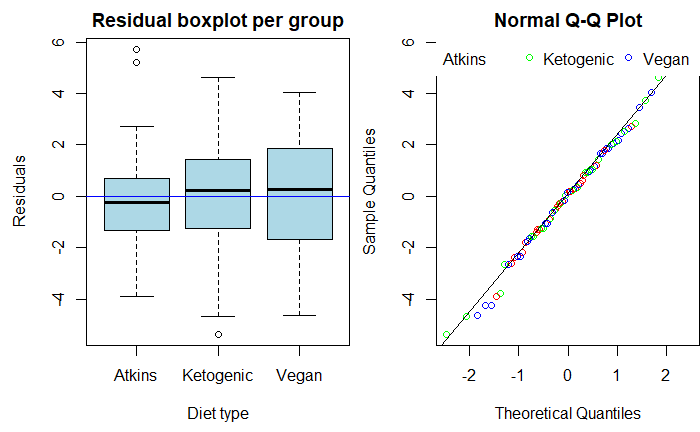 Residual boxplot per group
Residuals
6
4
2
0
-2
-4
Atkins Ketogenic Vegan
Diet type
Normal Q-Q Plot
Sample Quantiles
6
4
2
0
-2
-4
Atkins Ketogenic Vegan
-2 -1 0 1 2
Theoretical Quantiles